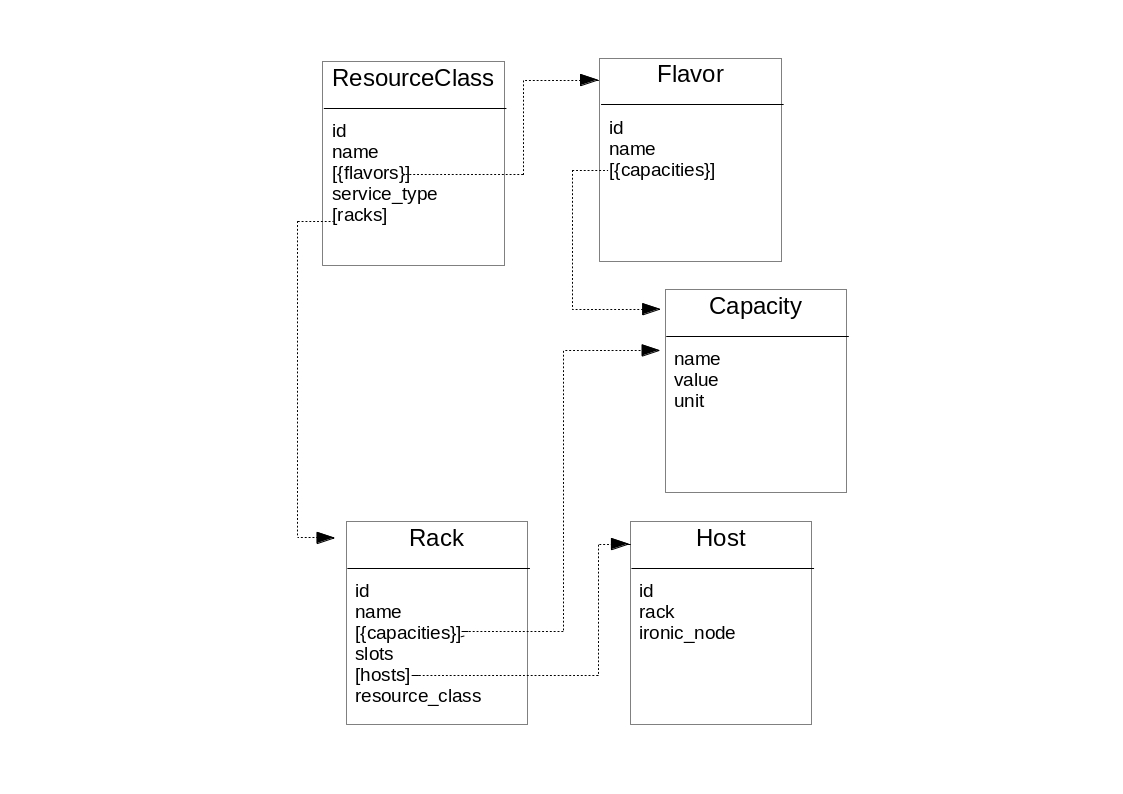 ResourceClass
id
name
[{flavors}]
service_type
[racks]
Flavor
id
name
[{capacities}]
Capacity
name
value
unit
Rack
id
name
[{capacities}]
slots
[hosts]
resource_class
Host
id
rack
ironic_node